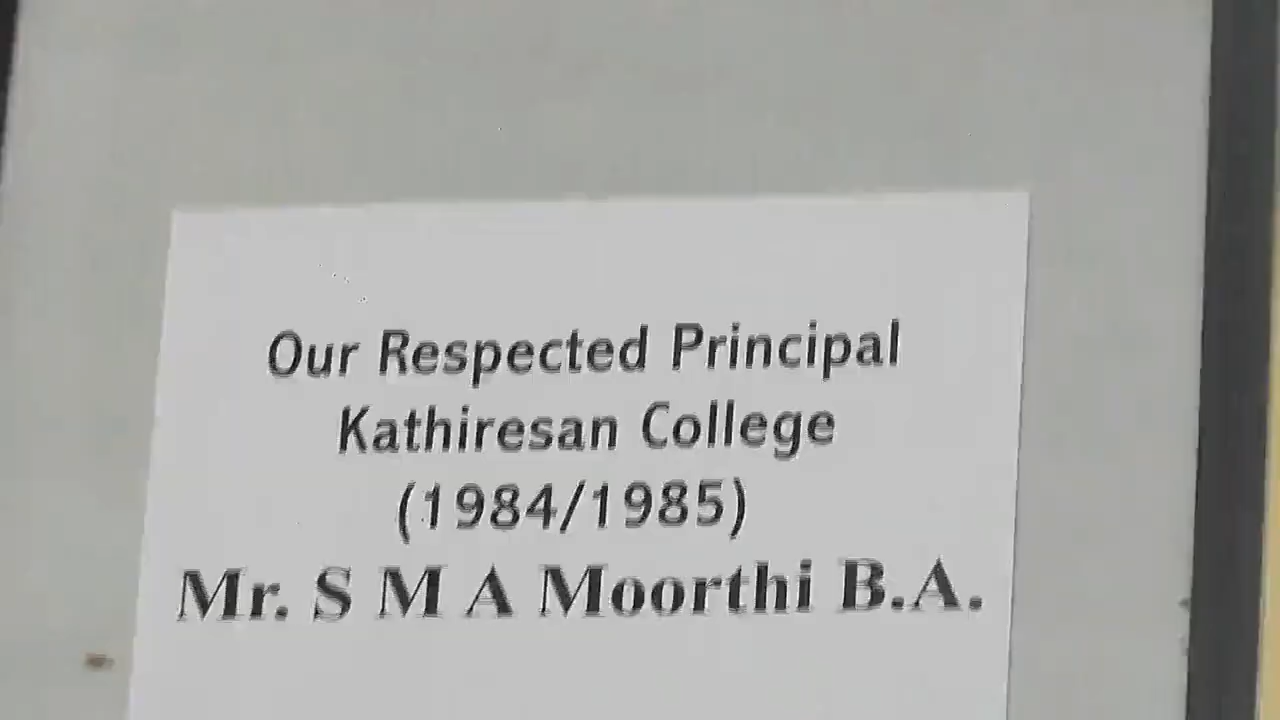 Our Respected Principal
Kathiresan College
(1984/1985)
Mr. S M A Moorthi B.A.